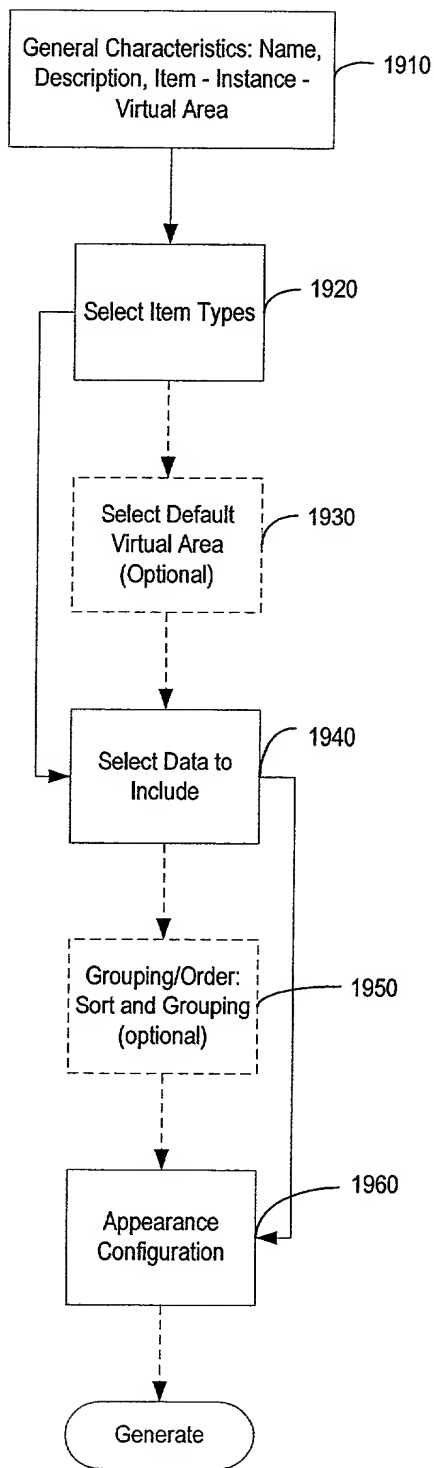 General Characteristics: Name,
Description, Item - Instance -
Virtual Area
1910
Select Item Types
1920
Select Default
Virtual Area
(Optional)
1930
Select Data to
Include
1940
Grouping/Order:
Sort and Grouping
(optional)
1950
Appearance
Configuration
1960
Generate